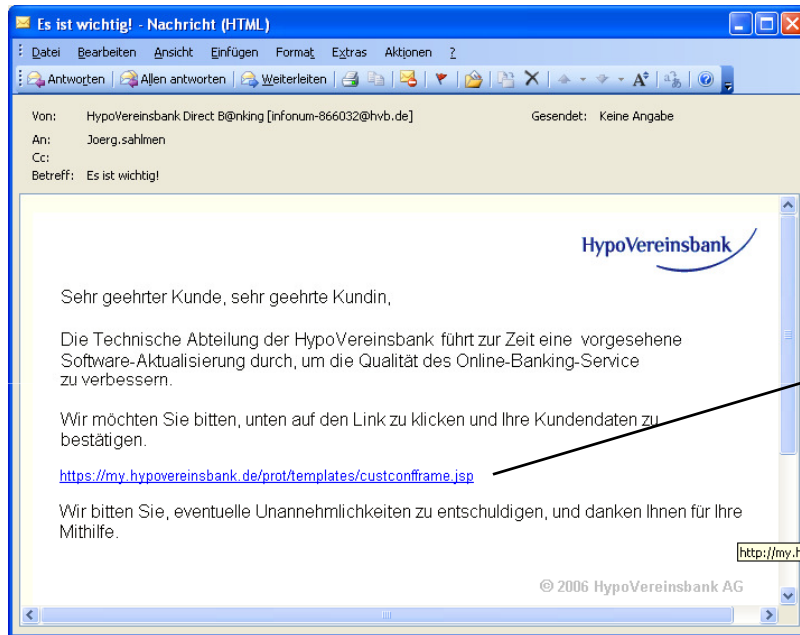 Es ist wichtig! - Nachricht (HTML)
Datei Bearbeiten Ansicht Einfügen Format Extras Aktionen ?
Antworten Allen antworten Weiterleiten
Von: HypoVereinsbank Direct B@nking [infonum-866032@hvb.de] Gesendet: Keine Angabe
An: Joerg.sahlmen
Cc:
Betreff: Es ist wichtig!
HypoVereinsbank
Sehr geehrter Kunde, sehr geehrte Kundin,
Die Technische Abteilung der HypoVereinsbank führt zur Zeit eine vorgesehene
Software-Aktualisierung durch, um die Qualität des Online-Banking-Service
zu verbessern.
Wir möchten Sie bitten, unten auf den Link zu klicken und Ihre Kundendaten zu
bestätigen.
https://my.hypovereinsbank.de/prot/templates/custconfframe.jsp
Wir bitten Sie, eventuelle Unannehmlichkeiten zu entschuldigen, und danken Ihnen für Ihre
Mithilfe.
http://my.h
© 2006 HypoVereinsbank AG